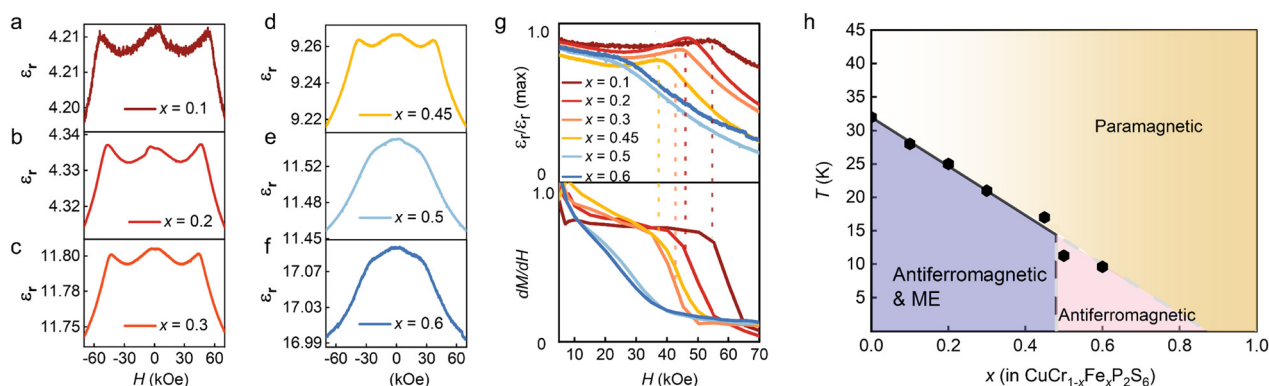 a
4.21
4.21
4.20
εr
x = 0.1
b
4.34
4.32
εr
x = 0.2
c
11.80
11.78
11.75
εr
x = 0.3
-60 -30 0 30 60
H (kOe)
d
9.26
9.22
εr
x = 0.45
e
11.52
11.48
11.45
εr
x = 0.5
f
17.07
17.03
16.99
εr
x = 0.6
-60 -30 0 30 60
(kOe)
g
1.0
0
εr/εr (max)
x = 0.1
x = 0.2
x = 0.3
x = 0.45
x = 0.5
x = 0.6
1.0
0
dM/dH
10 20 30 40 50 60 70
H (kOe)
h
45
40
35
30
25
20
15
10
5
0
T (K)
Paramagnetic
Antiferromagnetic
& ME
Antiferromagnetic
0.0 0.2 0.4 0.6 0.8 1.0
x (in CuCr1-xFexP2S6)